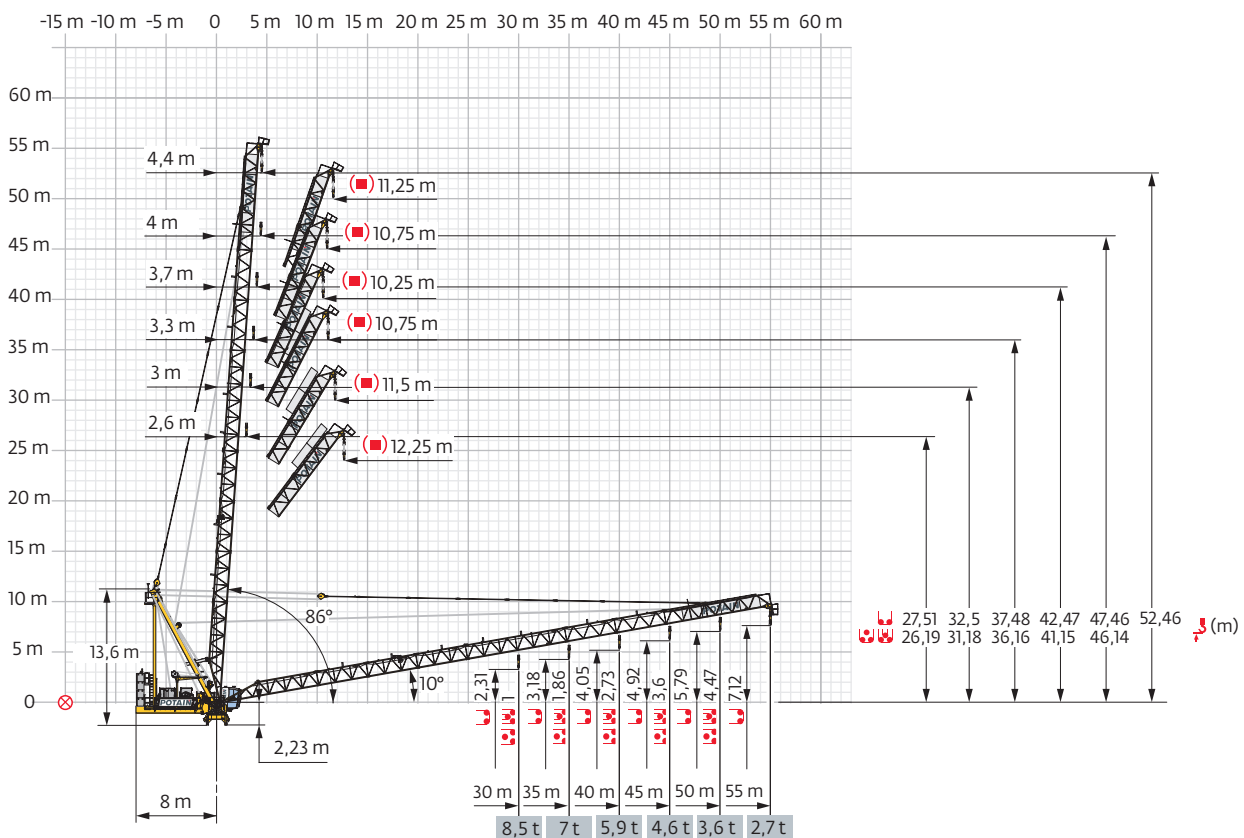 -15 m -10 m -5 m 0 5 m 10 m 15 m 20 m 25 m 30 m 35 m 40 m 45 m 50 m 55 m 60 m
60 m
55 m
50 m
45 m
40 m
35 m
30 m
25 m
20 m
15 m
10 m
5 m
0 m
4,4 m
4 m
3,7 m
3,3 m
3 m
2,6 m
11,25 m
10,75 m
10,25 m
10,75 m
11,5 m
12,25 m
POTAIN
POTAIN
POTAIN
POTAIN
POTAIN
86°
10°
13,6 m
POTAIN
2,23 m
8 m
27,51 32,5 37,48 42,47 47,46 52,46
26,19 31,18 36,16 41,15 46,14
(m)
2,31
1
3,18
1,86
4,05
2,73
4,92
3,6
5,79
4,47
7,12
30 m 35 m 40 m 45 m 50 m 55 m
8,5 t 7 t 5,9 t 4,6 t 3,6 t 2,7 t